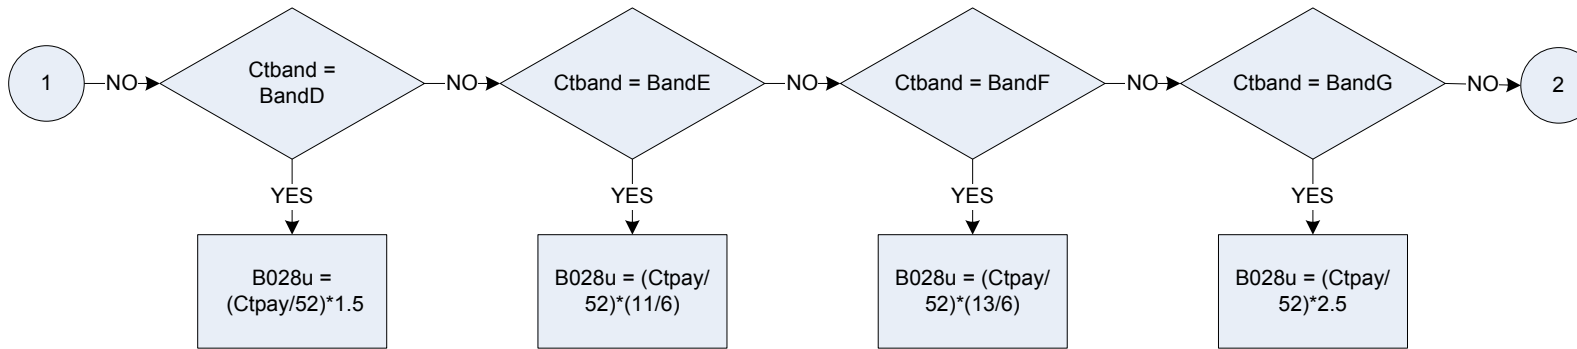 1
NO
Ctband =
BandD
NO
Ctband = BandE
NO
Ctband = BandF
NO
Ctband = BandG
NO
2
YES
YES
YES
YES
B028u =
(Ctpay/52)*1.5
B028u = (Ctpay/
52)*(11/6)
B028u = (Ctpay/
52)*(13/6)
B028u = (Ctpay/
52)*2.5